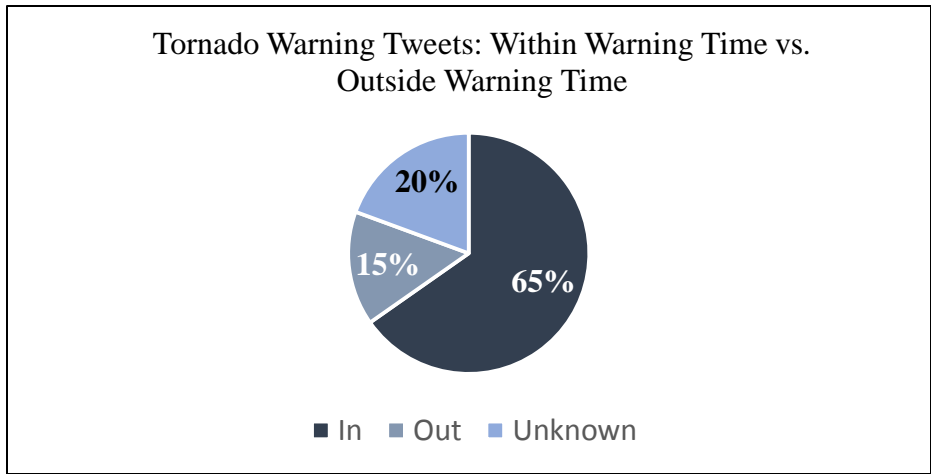 Tornado Warning Tweets: Within Warning Time vs.
Outside Warning Time
20%
15%
65%
In Out Unknown